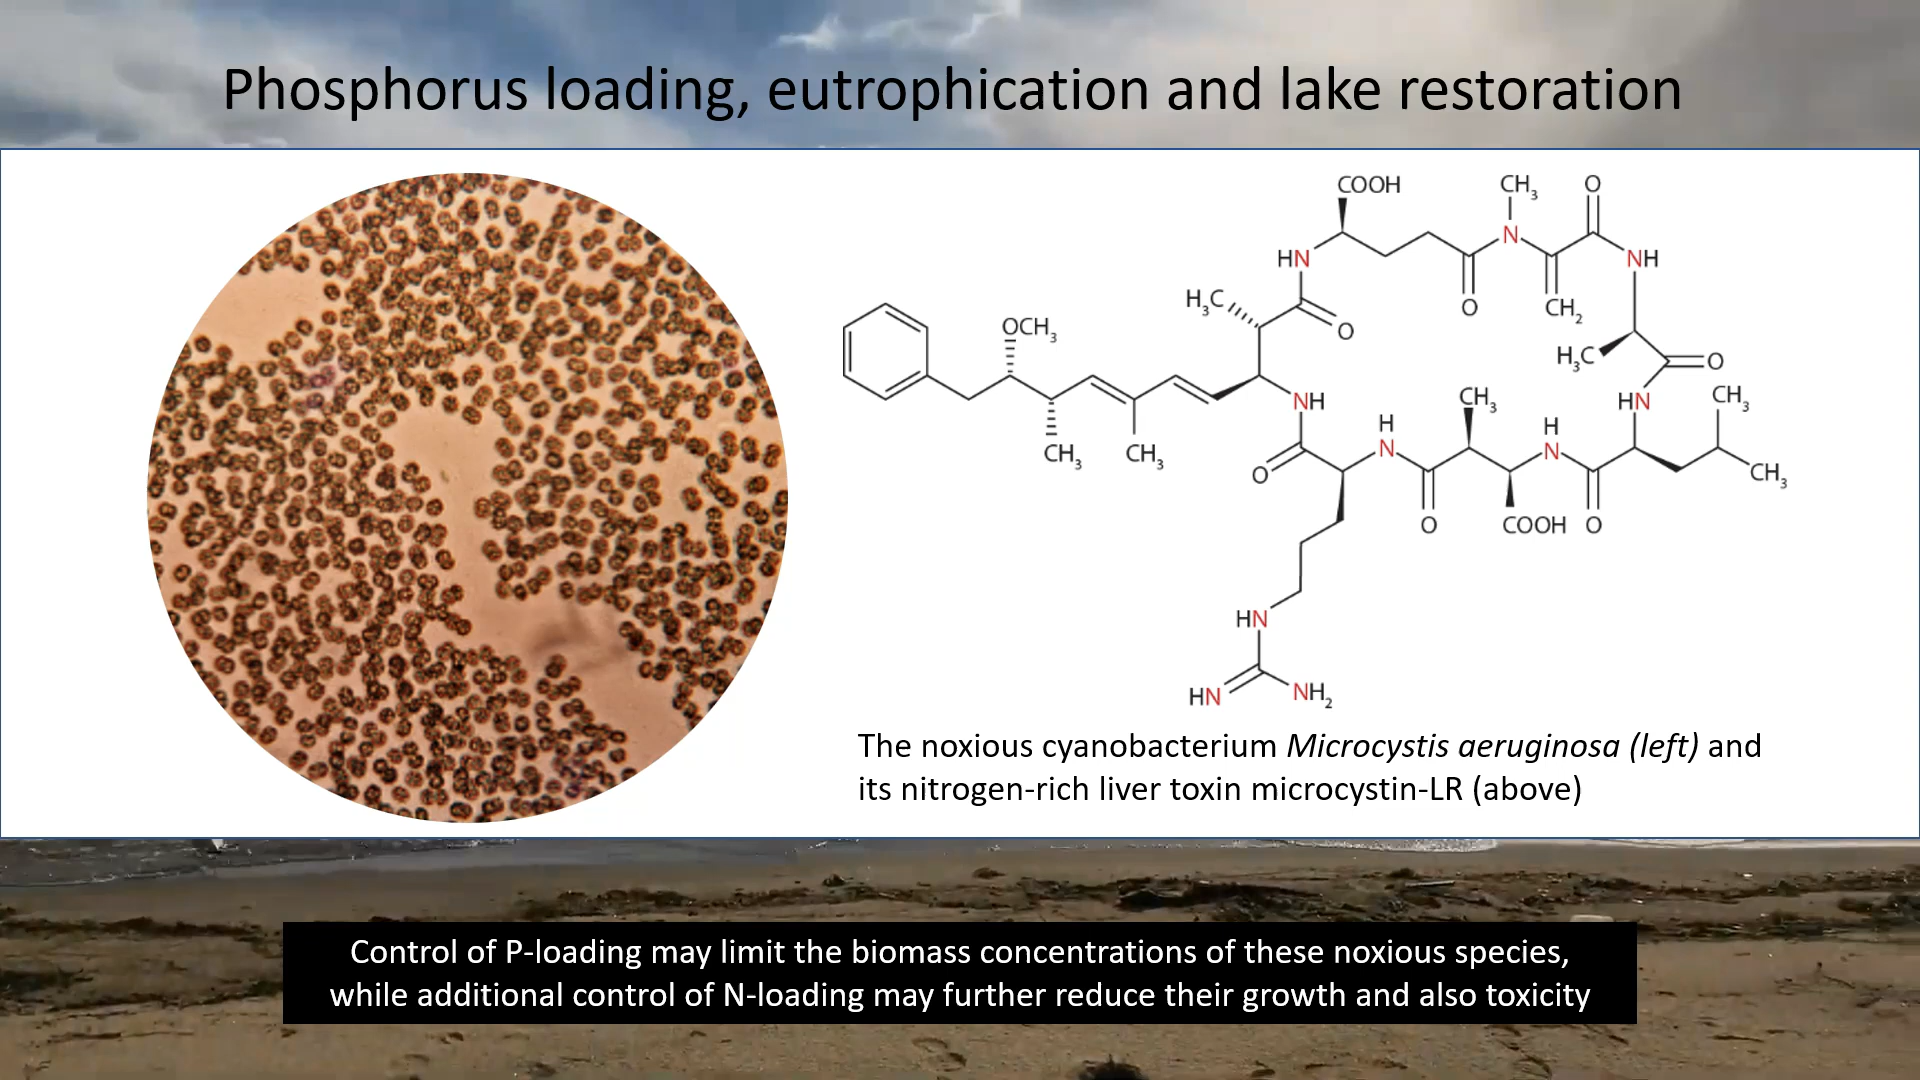 Phosphorus loading, eutrophication and lake restoration
COOH
CH3
O
HN
N
NH
H3C
O
O
CH2
OCH3
H3C
O
HN
CH3
CH3
NH
H
CH3
H
CH3
CH3
O
N
N
O
COOH
O
CH3
HN
HN
NH2
The noxious cyanobacterium Microcystis aeruginosa (left) and
its nitrogen-rich liver toxin microcystin-LR (above)
Control of P-loading may limit the biomass concentrations of these noxious species,
while additional control of N-loading may further reduce their growth and also toxicity